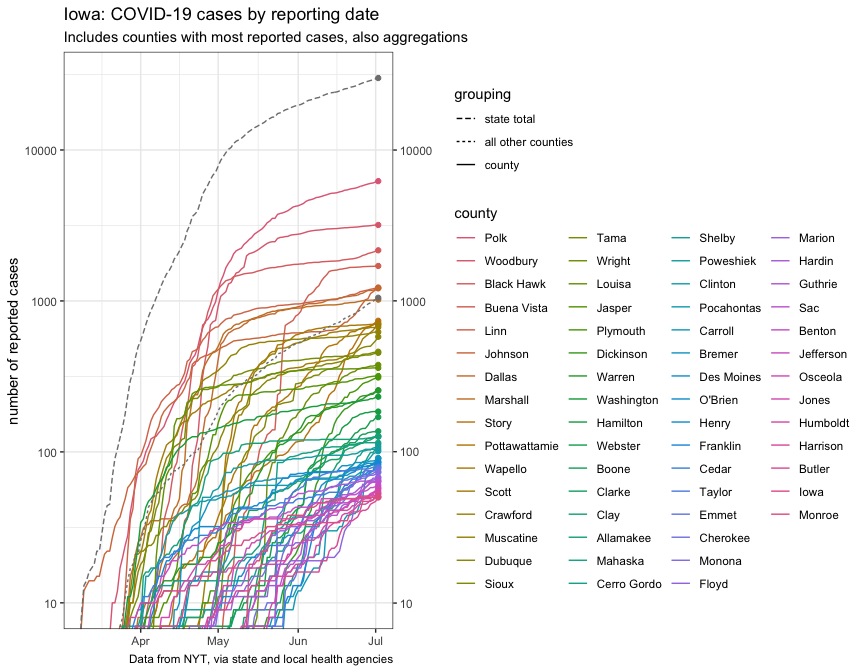 Iowa: COVID-19 cases by reporting date
Includes counties with most reported cases, also aggregations
number of reported cases
10000
1000
100
10
10000
1000
100
10
Apr
May
Jun
Jul
Data from NYT, via state and local health agencies
grouping
state total
all other counties
county
county
Polk
Woodbury
Black Hawk
Buena Vista
Linn
Johnson
Dallas
Marshall
Story
Pottawattamie
Wapello
Scott
Crawford
Muscatine
Dubuque
Sioux
Tama
Wright
Louisa
Jasper
Plymouth
Dickinson
Warren
Washington
Hamilton
Webster
Boone
Clarke
Clay
Allamakee
Mahaska
Cerro Gordo
Shelby
Poweshiek
Clinton
Pocahontas
Carroll
Bremer
Des Moines
O'Brien
Henry
Franklin
Cedar
Taylor
Emmet
Cherokee
Monona
Floyd
Marion
Hardin
Guthrie
Sac
Benton
Jefferson
Osceola
Jones
Humboldt
Harrison
Butler
Iowa
Monroe